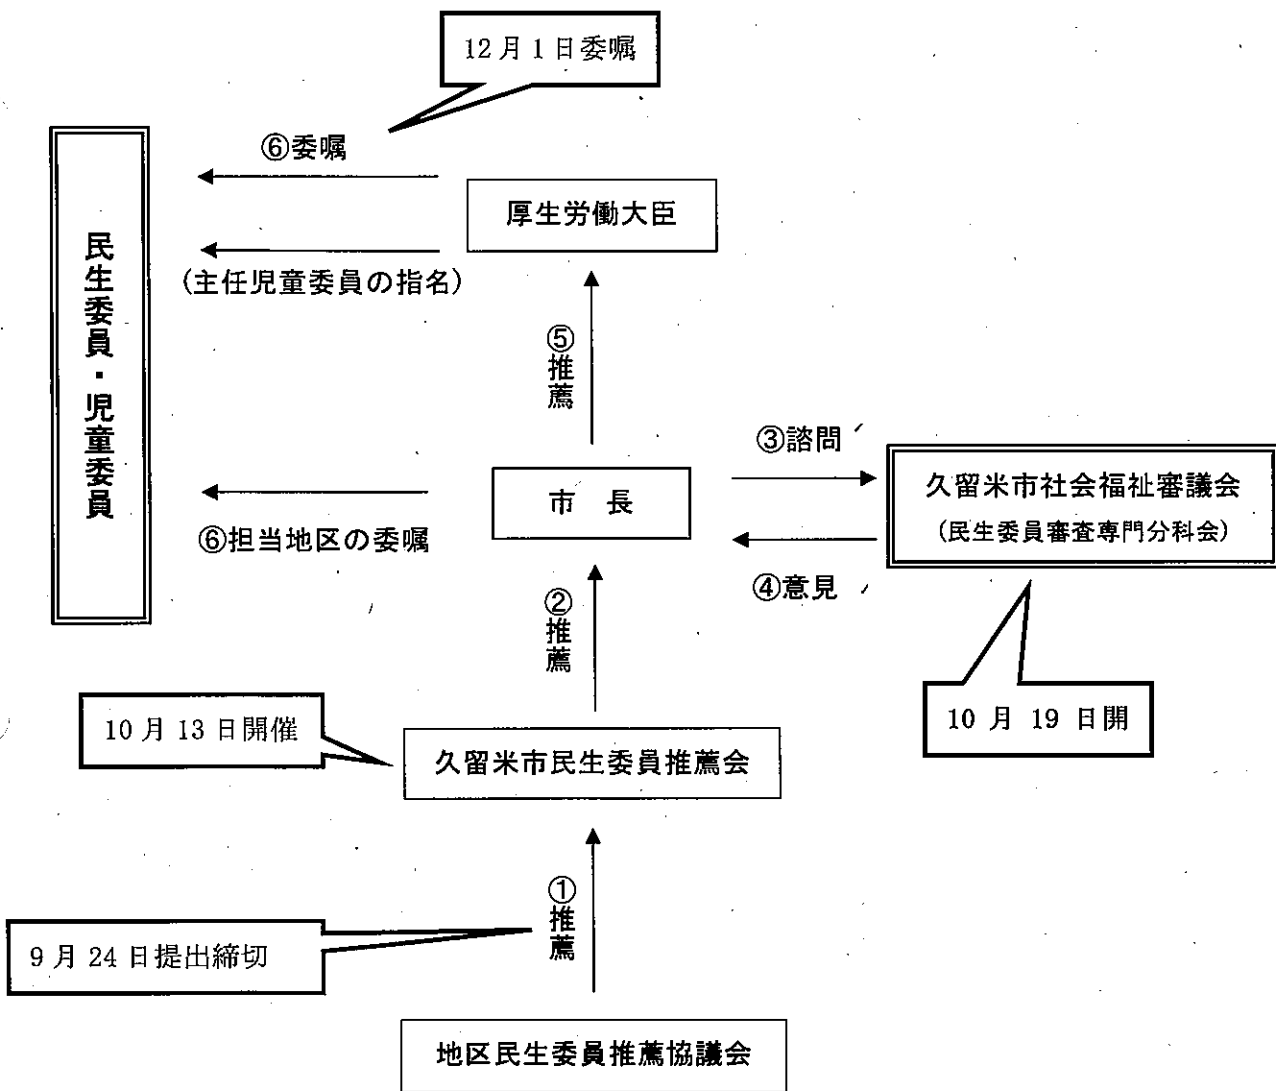 12月1日委嘱
⑥委嘱
厚生労働大臣
(主任児童委員の指名)
民生委員・児童委員
⑤推薦
③諮問
市 長
久留米市社会福祉審議会
(民生委員審査専門分科会)
⑥担当地区の委嘱
④意見
②推薦
10月13日開催
10月19日開
久留米市民生委員推薦会
①推薦
9月24日提出締切
地区民生委員推薦協議会